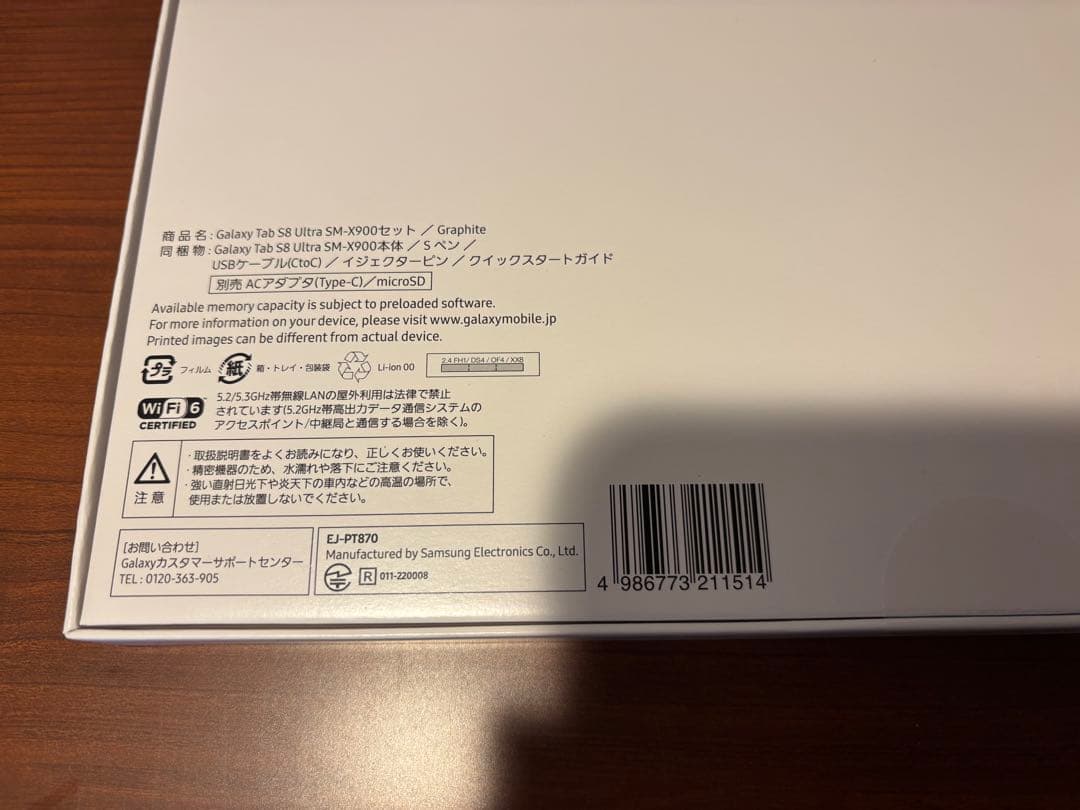 商品名：Galaxy Tab S8 Ultra SM-X900セット ／ Graphite
同梱物：Galaxy Tab S8 Ultra SM-X900本体 ／ S ペン ／
USBケーブル(CtoC) ／ イジェクターピン ／ クイックスタートガイド
別売 ACアダプタ(Type-C)／microSD
Available memory capacity is subject to preloaded software.
For more information on your device, please visit www.galaxymobile.jp
Printed images can be different from actual device.
プラ フィルム 紙 箱・トレイ・包装袋 Li-ion 00 2.4 FH1/ DS4 / OF4 / XX8
Wi Fi 6 CERTIFIED
5.2/5.3GHz帯無線LANの屋外利用は法律で禁止
されています(5.2GHz帯高出力データ通信システムの
アクセスポイント/中継局と通信する場合を除く)。
注意
・取扱説明書をよくお読みになり、正しくお使いください。
・精密機器のため、水濡れや落下にご注意ください。
・強い直射日光下や炎天下の車内などの高温の場所で、
使用または放置しないでください。
[お問い合わせ]
Galaxyカスタマーサポートセンター
TEL : 0120-363-905
EJ-PT870
Manufactured by Samsung Electronics Co., Ltd.
R 011-220008
4 986773 211514